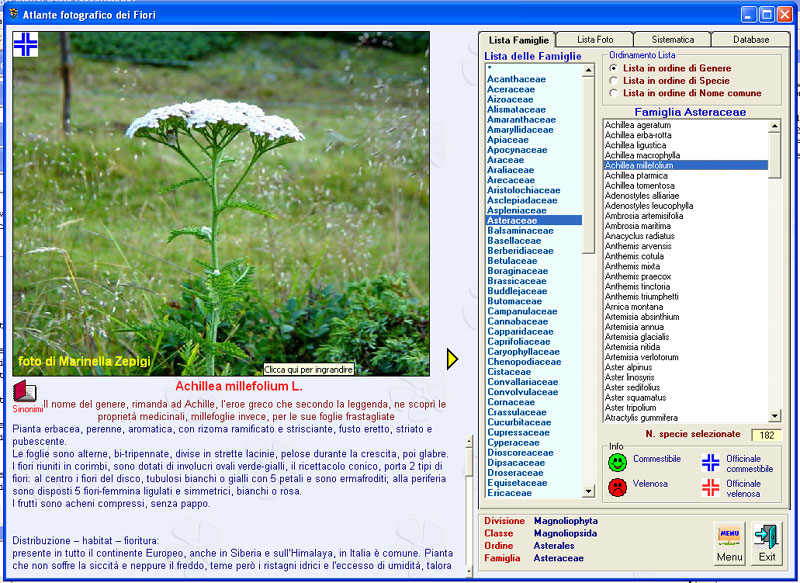 Atlante fotografico dei Fiori
foto di Marinella Zepigi
Clicca qui per ingrandire
Sinonimi
Achillea millefolium L.
Il nome del genere, rimanda ad Achille, l'eroe greco che secondo la leggenda, ne scoprì le
proprietà medicinali, millefoglie invece, per le sue foglie frastagliate
Pianta erbacea, perenne, aromatica, con rizoma ramificato e strisciante, fusto eretto, striato e
pubescente.
Le foglie sono alterne, bi-tripennate, divise in strette lacinie, pelose durante la crescita, poi glabre.
I fiori riuniti in corimbi, sono dotati di involucri ovali verde-gialli, il ricettacolo conico, porta 2 tipi di
fiori: al centro i fiori del disco, tubulosi bianchi o gialli con 5 petali e sono ermafroditi; alla periferia
sono disposti 5 fiori-femmina ligulati e simmetrici, bianchi o rosa.
I frutti sono acheni compressi, senza pappo.
Distribuzione – habitat – fioritura:
presente in tutto il continente Europeo, anche in Siberia e sull'Himalaya, in Italia è comune. Pianta
che non soffre la siccità e neppure il freddo, teme però i ristagni idrici e l'eccesso di umidità, talora
Lista Famiglie
Lista Foto
Sistematica
Database
Lista delle Famiglie
*
Acanthaceae
Aceraceae
Aizoaceae
Alismataceae
Amaranthaceae
Amaryllidaceae
Apiaceae
Apocynaceae
Araceae
Araliaceae
Arecaceae
Aristolochiaceae
Asclepiadaceae
Aspleniaceae
Asteraceae
Balsaminaceae
Basellaceae
Berberidiaceae
Betulaceae
Boraginaceae
Brassicaceae
Buddlejaceae
Butomaceae
Campanulaceae
Cannabaceae
Capparidaceae
Caprifoliaceae
Caryophyllaceae
Chenopodiaceae
Cistaceae
Convallariaceae
Convolvulaceae
Cornaceae
Crassulaceae
Cucurbitaceae
Cupressaceae
Cyperaceae
Dioscoreaceae
Dipsacaceae
Droseraceae
Equisetaceae
Ericaceae
Ordinamento Lista
Lista in ordine di Genere
Lista in ordine di Specie
Lista in ordine di Nome comune
Famiglia Asteraceae
Achillea ageratum
Achillea erba-rotta
Achillea ligustica
Achillea macrophylla
Achillea millefolium
Achillea ptarmica
Achillea tomentosa
Adenostyles alliariae
Adenostyles leucophylla
Ambrosia artemisifolia
Ambrosia maritima
Anacyclus radiatus
Anthemis arvensis
Anthemis cotula
Anthemis mixta
Anthemis praecox
Anthemis tinctoria
Anthemis triumphetti
Arnica montana
Artemisia absinthium
Artemisia annua
Artemisia glacialis
Artemisia nitida
Artemisia verlotorum
Aster alpinus
Aster linosyris
Aster sedifolius
Aster squamatus
Aster tripolium
Atractylis gummifera
N. specie selezionate 182
Info
Commestibile
Officinale
commestibile
Velenosa
Officinale
velenosa
Divisione Magnoliophyta
Classe Magnoliopsida
Ordine Asterales
Famiglia Asteraceae
MENU
Menu
Exit